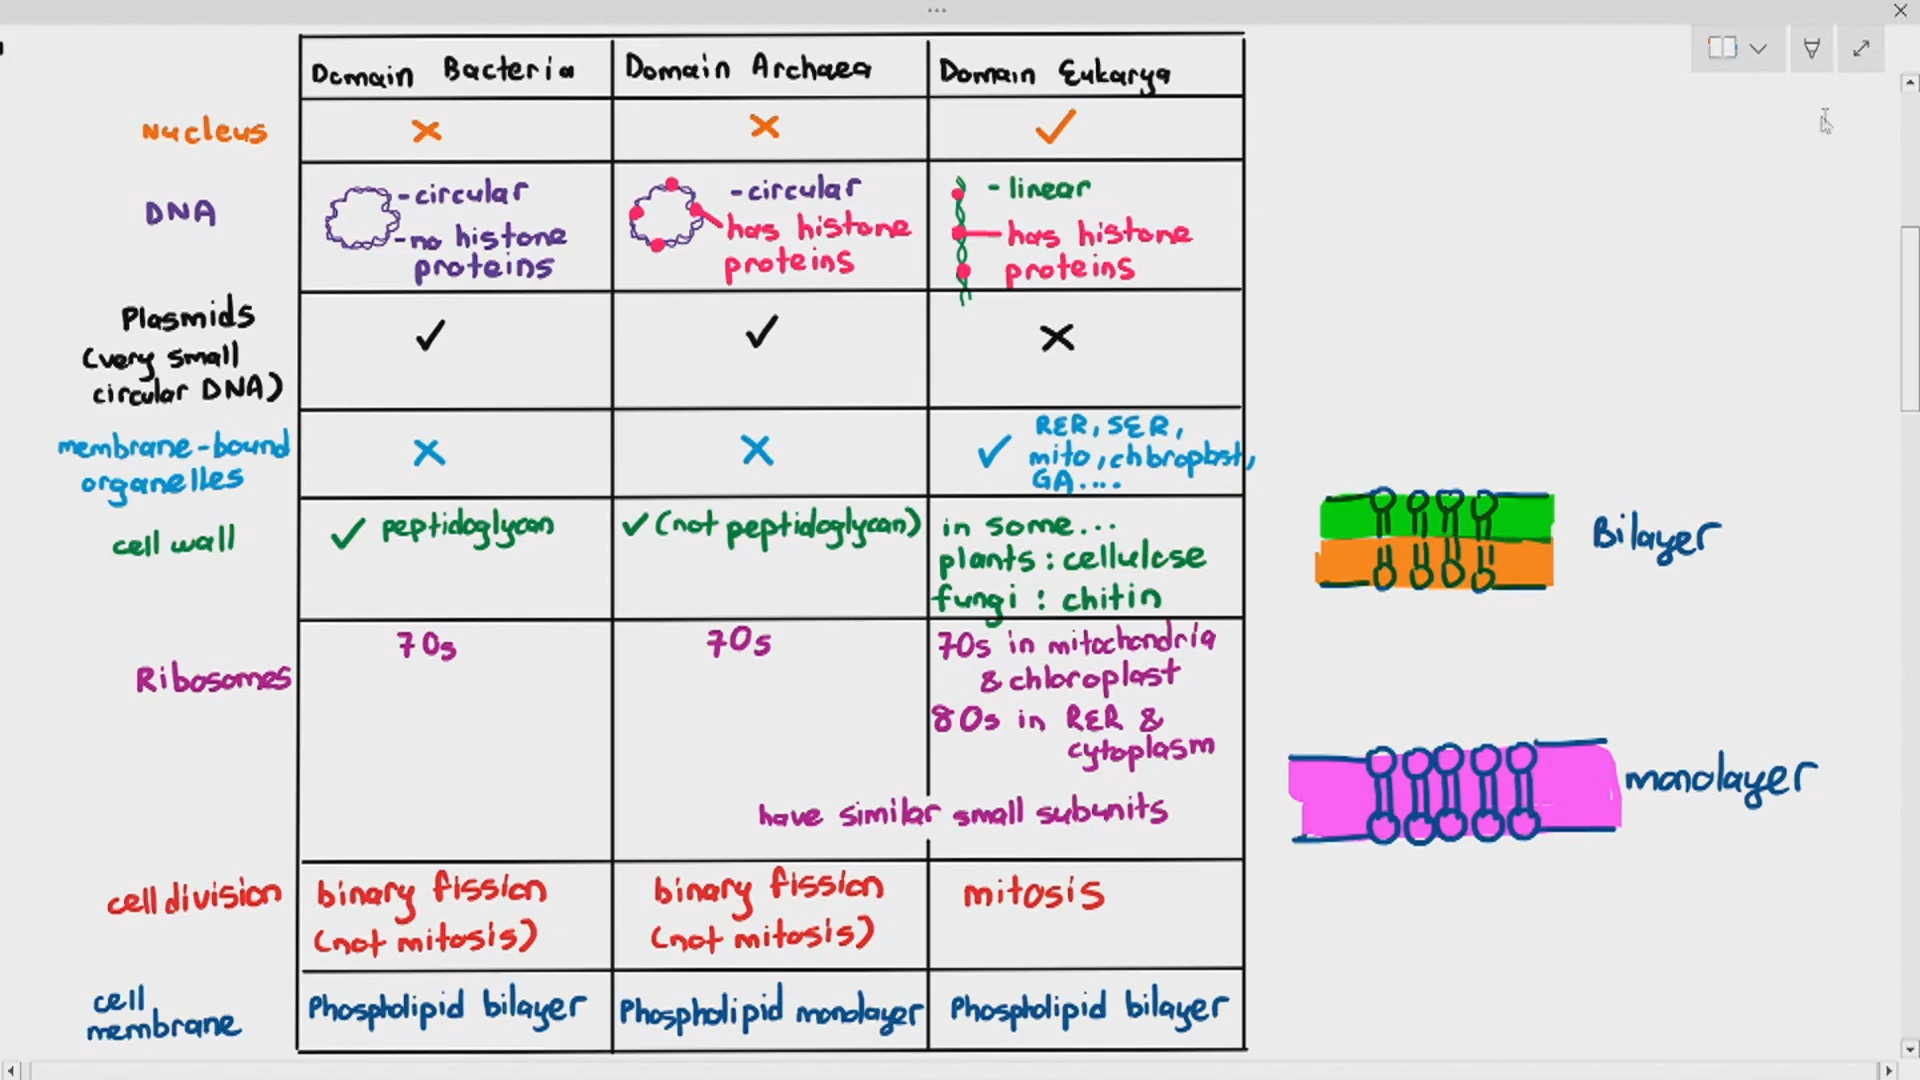 Domain Bacteria
Domain Archaea
Domain Eukarya
Nucleus
DNA
-circular
-no histone
proteins
-circular
has histone
proteins
-linear
has histone
proteins
Plasmids
(very small
circular DNA)
membrane-bound
organelles
RER, SER,
mito, chloroplast,
GA....
cell wall
peptidoglycan
(not peptidoglycan)
in some...
plants: cellulose
fungi: chitin
Ribosomes
70s
70s
70s in mitochondria
& chloroplast
80s in RER &
cytoplasm
have similar small subunits
cell division
binary fission
(not mitosis)
binary fission
(not mitosis)
mitosis
cell
membrane
Phospholipid bilayer
Phospholipid monolayer
Phospholipid bilayer
Bilayer
monolayer